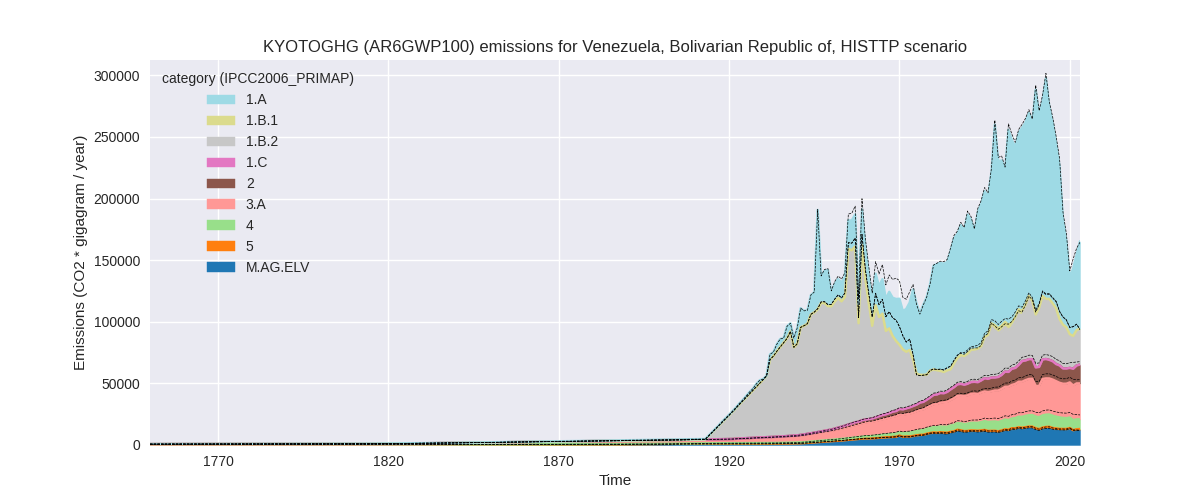 KYOTOGHG (AR6GWP100) emissions for Venezuela, Bolivarian Republic of, HISTTP scenario
Emissions (CO2 * gigagram / year)
300000
250000
200000
150000
100000
50000
0
category (IPCC2006_PRIMAP)
1.A
1.B.1
1.B.2
1.C
2
3.A
4
5
M.AG.ELV
1770
1820
1870
1920
1970
2020
Time